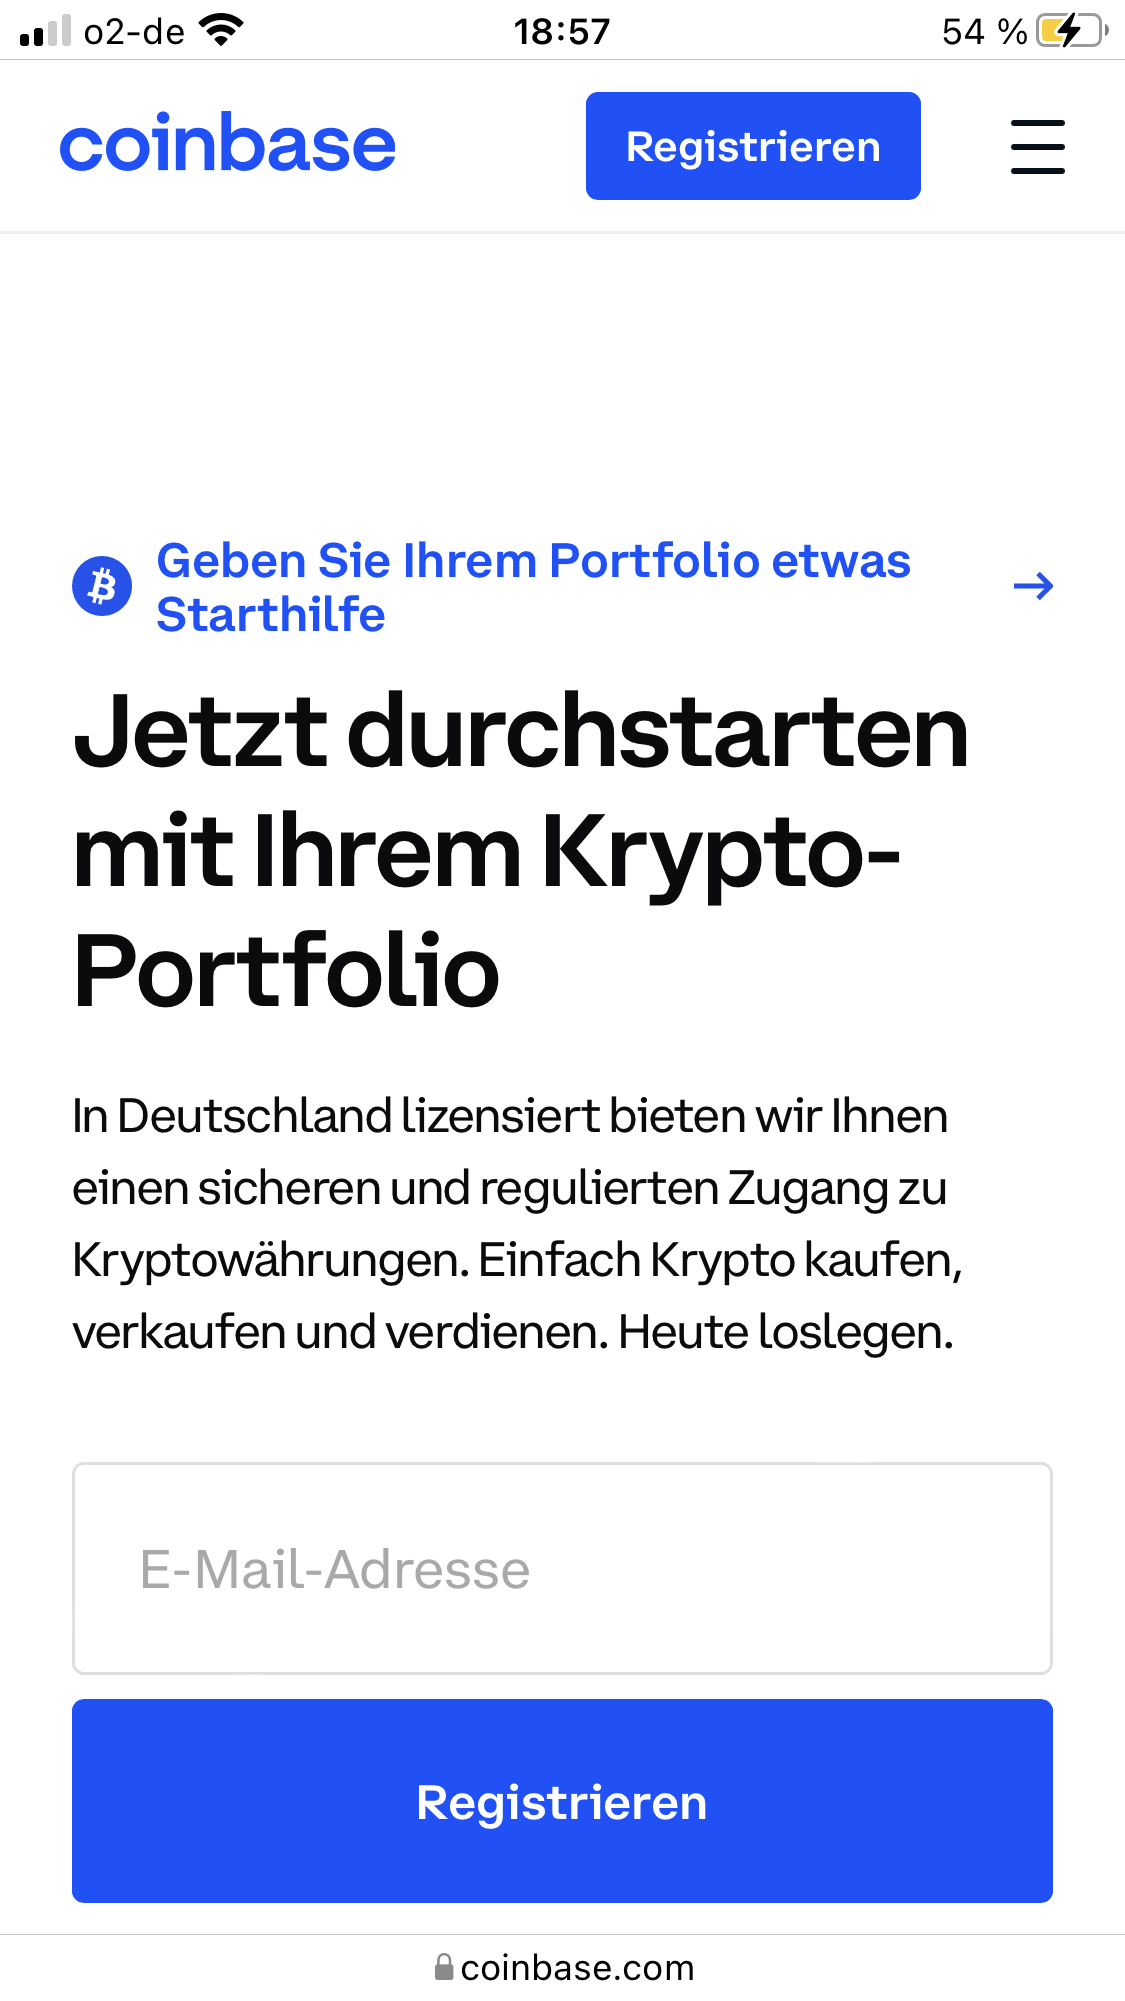 o2-de 18:57 54 %
coinbase Registrieren
Geben Sie Ihrem Portfolio etwas
Starthilfe
Jetzt durchstarten
mit Ihrem Krypto-
Portfolio
In Deutschland lizensiert bieten wir Ihnen
einen sicheren und regulierten Zugang zu
Kryptowährungen. Einfach Krypto kaufen,
verkaufen und verdienen. Heute loslegen.
E-Mail-Adresse
Registrieren
coinbase.com